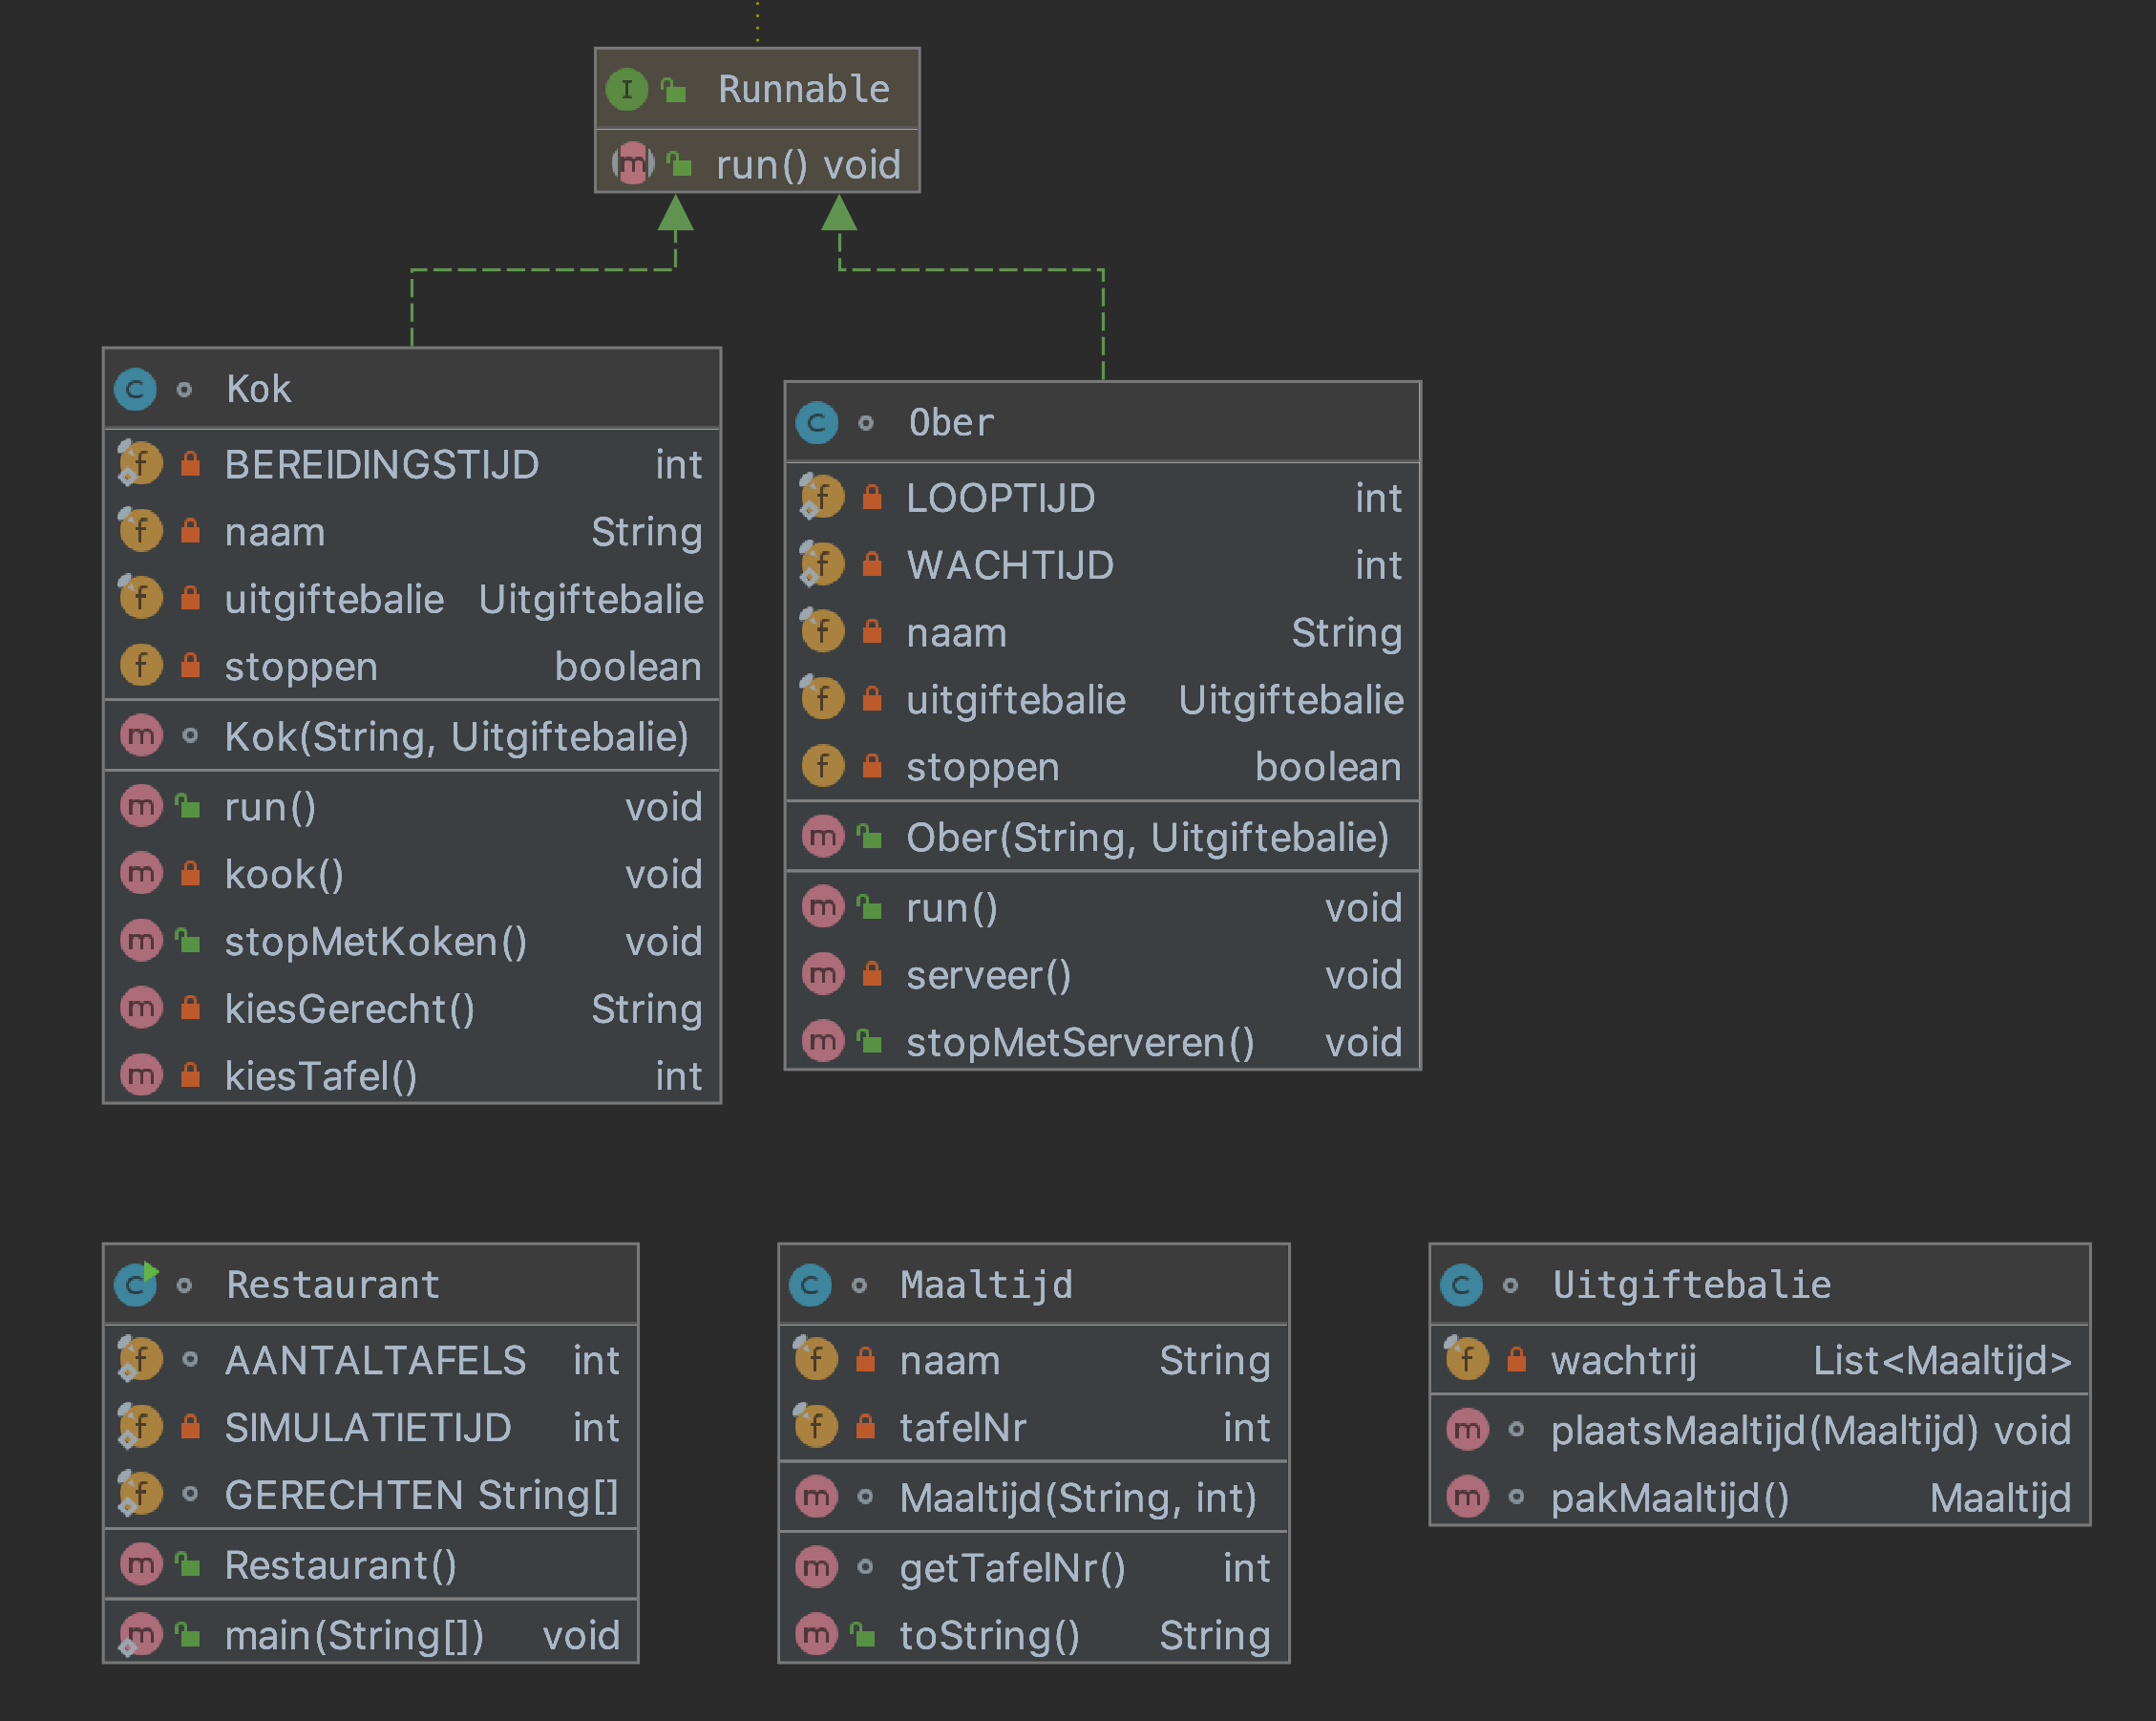 Runnable
run() void
Kok
BEREIDINGSTIJD int
naam String
uitgiftebalie Uitgiftebalie
stoppen boolean
Kok(String, Uitgiftebalie)
run() void
kook() void
stopMetKoken() void
kiesGerecht() String
kiesTafel() int
Ober
LOOPTIJD int
WACHTIJD int
naam String
uitgiftebalie Uitgiftebalie
stoppen boolean
Ober(String, Uitgiftebalie)
run() void
serveer() void
stopMetServeren() void
Restaurant
AANTALTAFELS int
SIMULATIETIJD int
GERECHTEN String[]
Restaurant()
main(String[]) void
Maaltijd
naam String
tafelNr int
Maaltijd(String, int)
getTafelNr() int
toString() String
Uitgiftebalie
wachtrij List<Maaltijd>
plaatsMaaltijd(Maaltijd) void
pakMaaltijd() Maaltijd